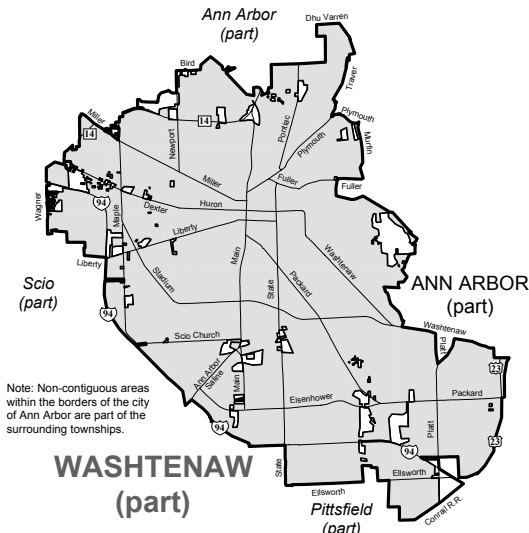 Ann Arbor
(part)
Dhu Varren
Bird
Traver
Miller
14
Newport
14
Pontiac
Plymouth
Plymouth
Murfin
Miller
Fuller
Fuller
Wagner
94
Maple
Dexter
Huron
Liberty
Liberty
Main
State
Packard
Washtenaw
Scio
(part)
Stadium
ANN ARBOR
(part)
94
Washtenaw
Platt
Scio Church
Ann Arbor
Saline
Main
23
Note: Non-contiguous areas
within the borders of the city
of Ann Arbor are part of the
surrounding townships.
Eisenhower
Packard
94
Platt
94
23
WASHTENAW
(part)
State
Ellsworth
Ellsworth
Conrail R.R.
Pittsfield
(part)